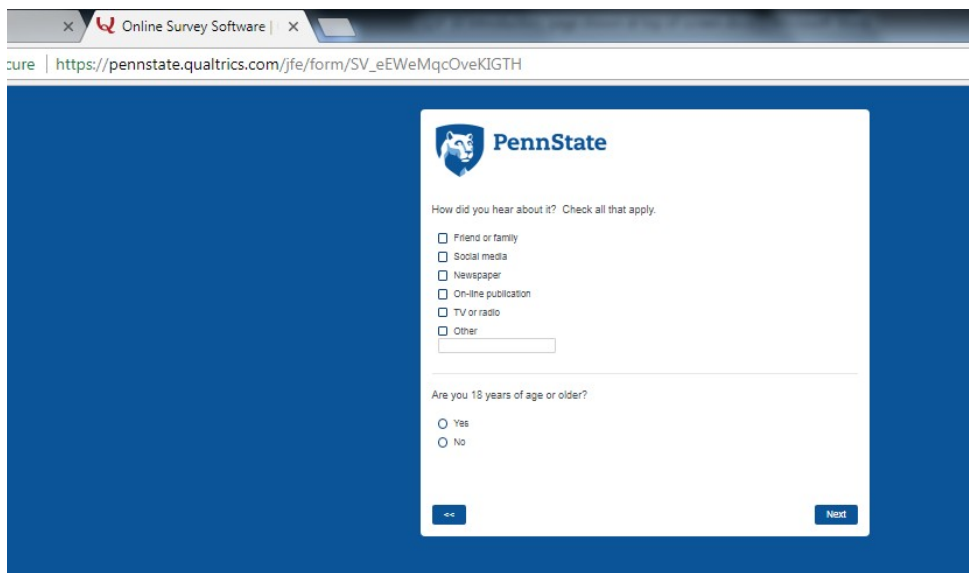 Online Survey Software |
cure | https://pennstate.qualtrics.com/jfe/form/SV_eEWeMqcOveKIGTH
PennState
How did you hear about it? Check all that apply.
Friend or family
Social media
Newspaper
On-line publication
TV or radio
Other
Are you 18 years of age or older?
Yes
No
<<
Next